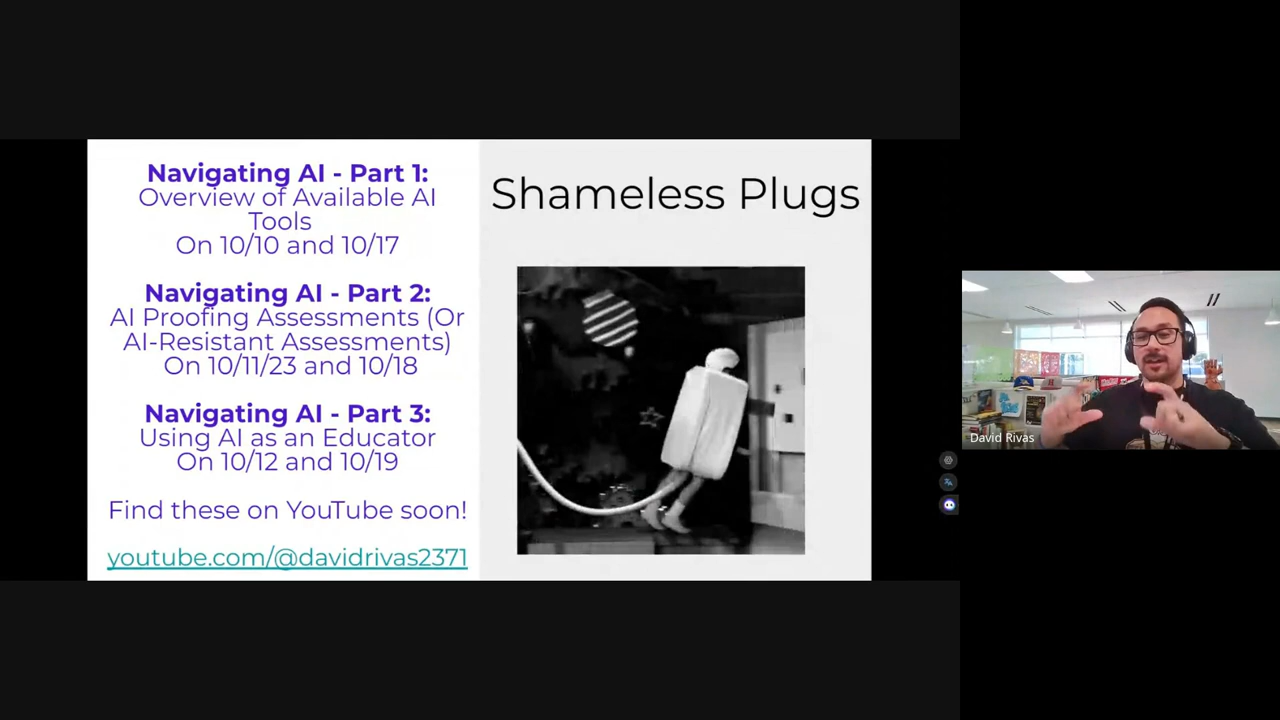 Navigating AI - Part 1:
Overview of Available AI
Tools
On 10/10 and 10/17
Navigating AI - Part 2:
AI Proofing Assessments (Or
AI-Resistant Assessments)
On 10/11/23 and 10/18
Navigating AI - Part 3:
Using AI as an Educator
On 10/12 and 10/19
Find these on YouTube soon!
youtube.com/@davidrivas2371
Shameless Plugs
David Rivas